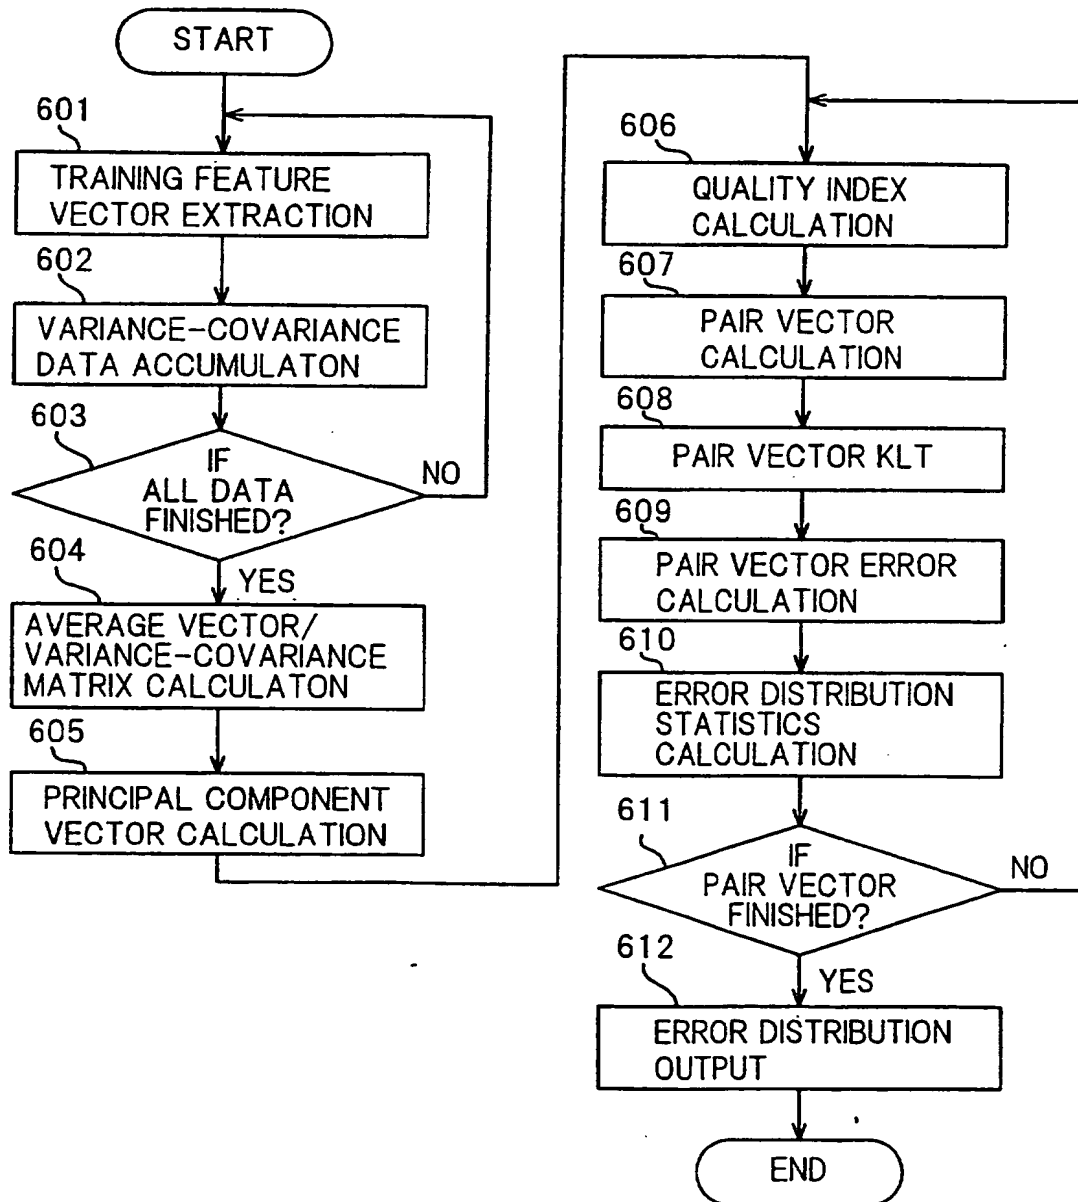 START
601
TRAINING FEATURE
VECTOR EXTRACTION
602
VARIANCE-COVARIANCE
DATA ACCUMULATON
603
IF
ALL DATA
FINISHED?
NO
604
YES
AVERAGE VECTOR/
VARIANCE-COVARIANCE
MATRIX CALCULATON
605
PRINCIPAL COMPONENT
VECTOR CALCULATION
606
QUALITY INDEX
CALCULATION
607
PAIR VECTOR
CALCULATION
608
PAIR VECTOR KLT
609
PAIR VECTOR ERROR
CALCULATION
610
ERROR DISTRIBUTION
STATISTICS
CALCULATION
611
IF
PAIR VECTOR
FINISHED?
NO
612
YES
ERROR DISTRIBUTION
OUTPUT
END